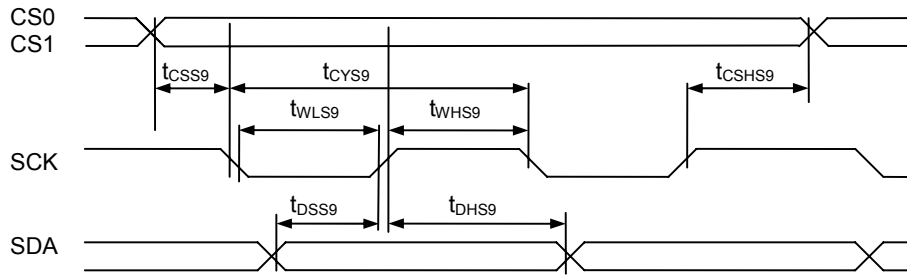 CS0
CS1
tCSS9
tCYS9
tCSHS9
tWLS9
tWHS9
SCK
tDSS9
tDHS9
SDA